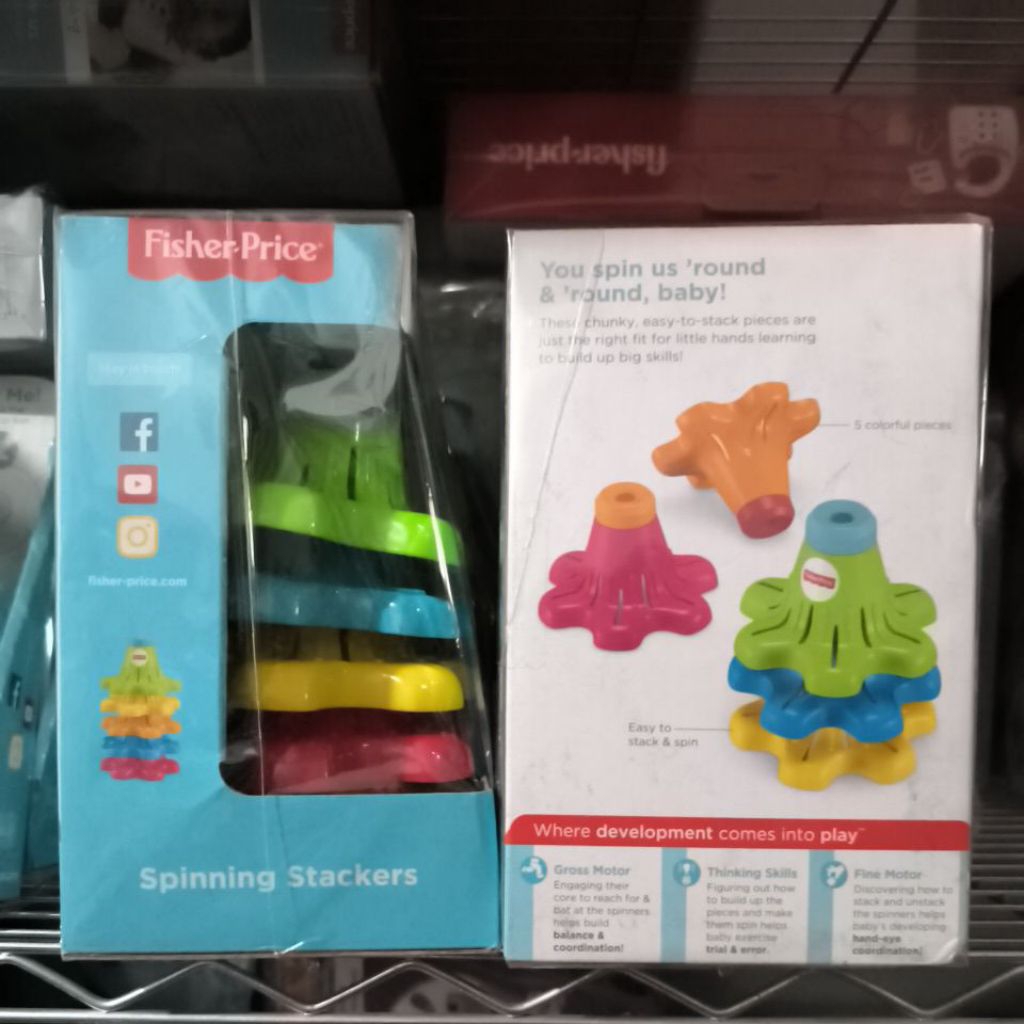 fisher-price
Fisher-Price
Stay in touch!
fisher-price.com
Spinning Stackers
Me!
You spin us 'round
& 'round, baby!
These chunky, easy-to-stack pieces are
just the right fit for little hands learning
to build up big skills!
5 colorful pieces
Easy to
stack & spin
Where development comes into play™
Gross Motor
Engaging their
core to reach for &
bat at the spinners
helps build
balance &
coordination!
Thinking Skills
Figuring out how
to build up the
pieces and make
them spin helps
baby exercise
trial & error.
Fine Motor
Discovering how to
stack and unstack
the spinners helps
baby's developing
hand-eye
coordination!